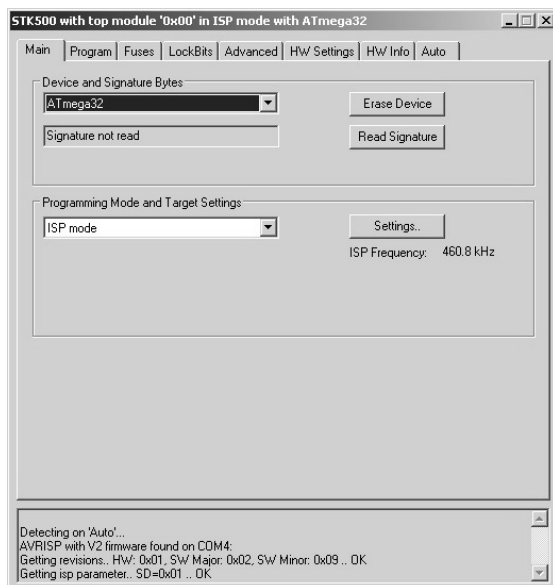 STK500 with top module '0x00' in ISP mode with ATmega32
Main Program Fuses LockBits Advanced HW Settings HW Info Auto
Device and Signature Bytes
ATmega32 Erase Device
Signature not read Read Signature
Programming Mode and Target Settings
ISP mode Settings..
ISP Frequency: 460.8 kHz
Detecting on 'Auto'...
AVRISP with V2 firmware found on COM4:
Getting revisions.. HW: 0x01, SW Major: 0x02, SW Minor: 0x09 .. OK
Getting isp parameter.. SD=0x01 .. OK